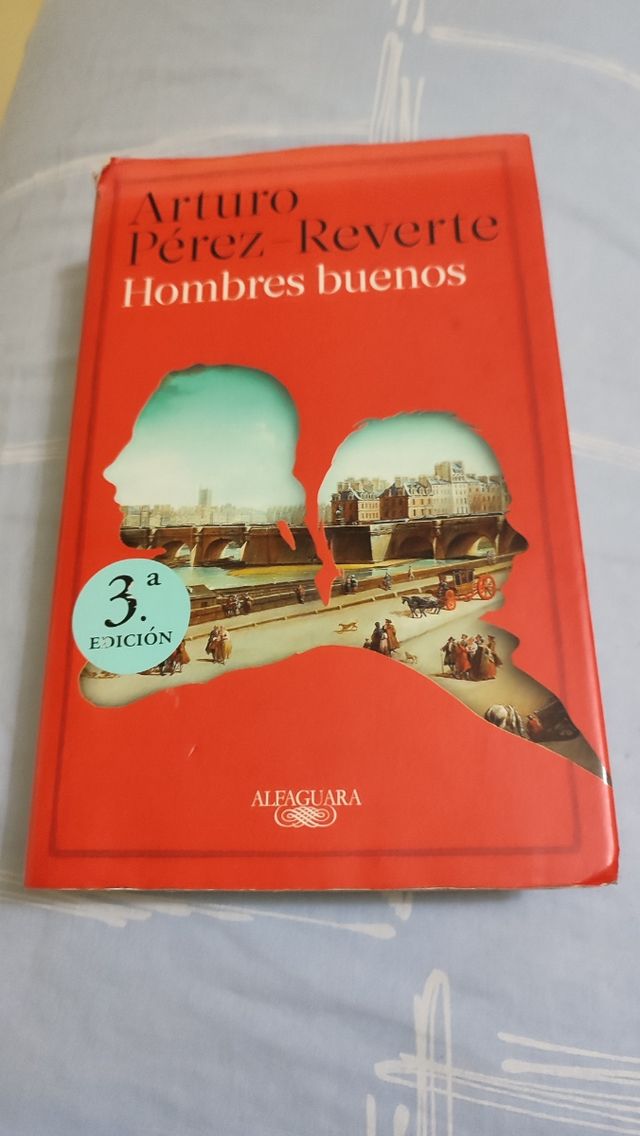 Arturo
Pérez-Reverte
Hombres buenos
3.ª
EDICIÓN
ALFAGUARA